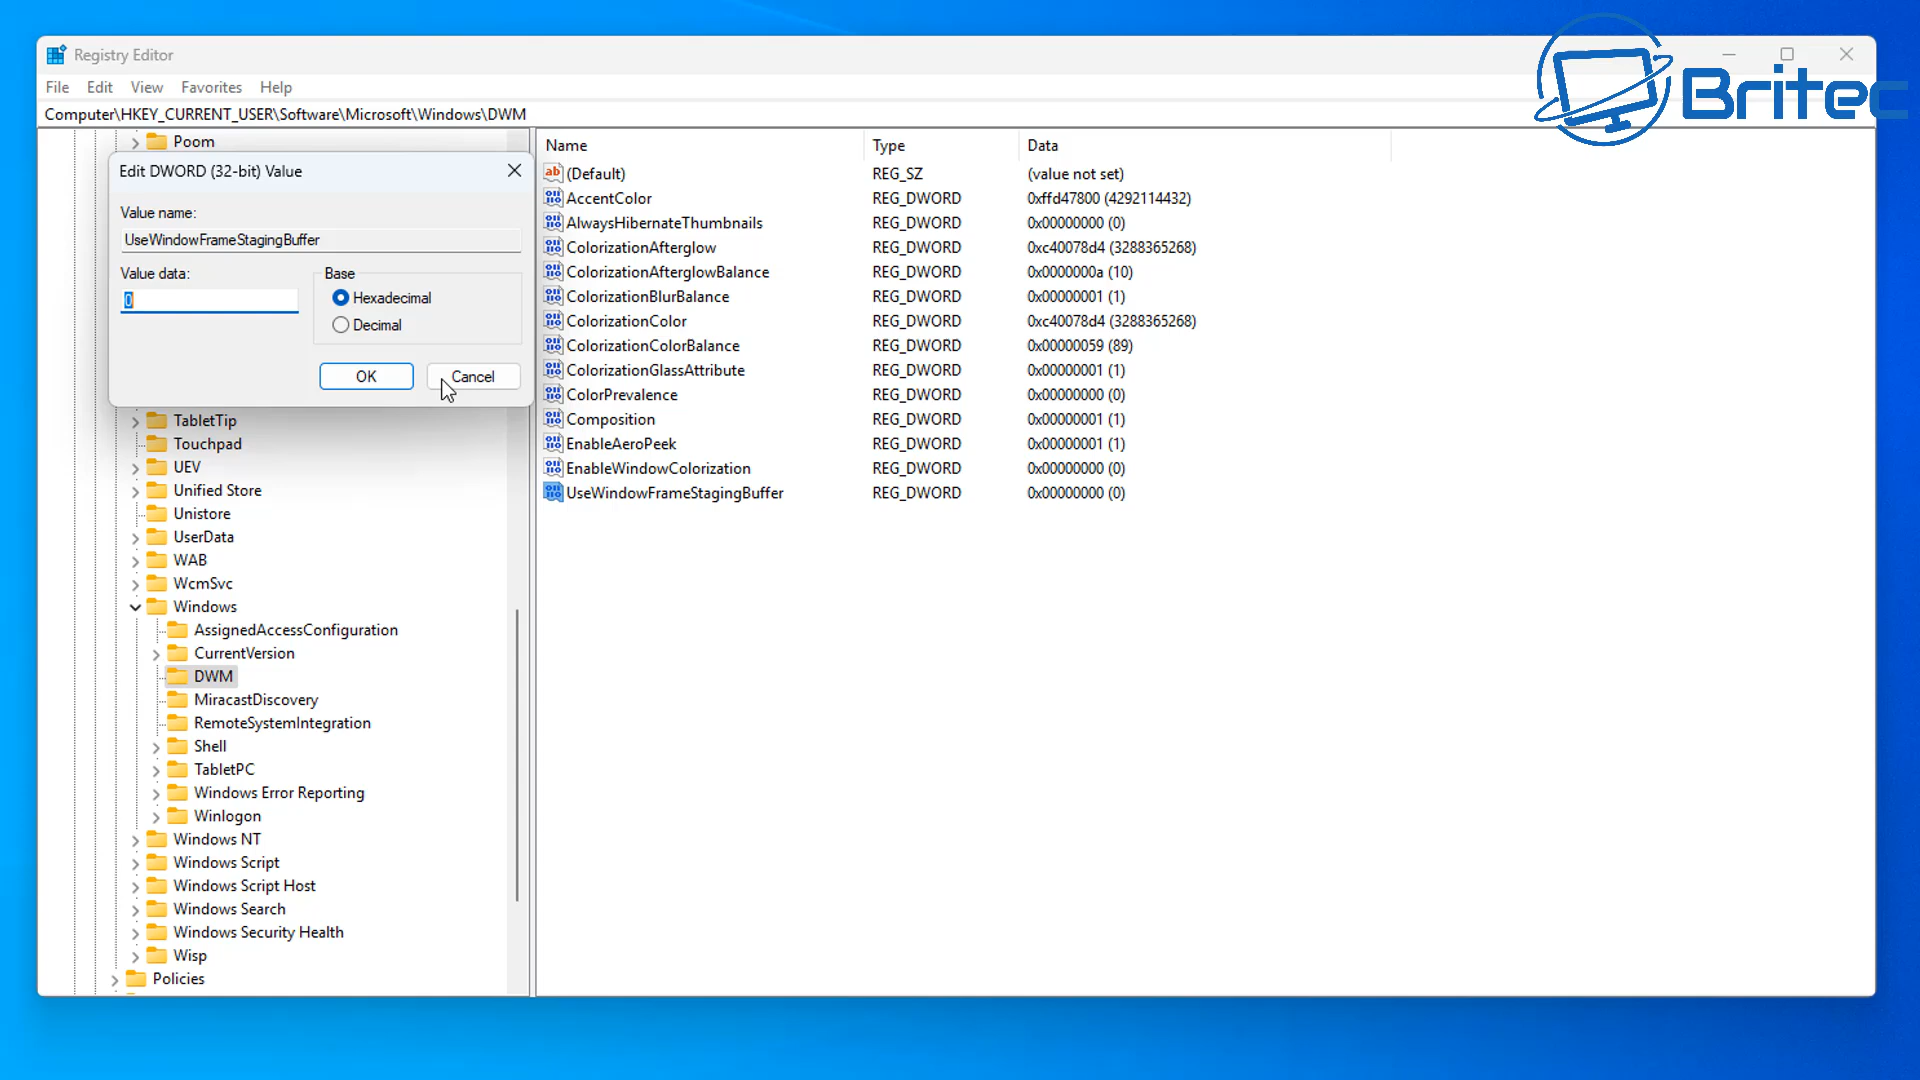 Registry Editor
Britec
File Edit View Favorites Help
Computer\HKEY_CURRENT_USER\Software\Microsoft\Windows\DWM
Poom
Edit DWORD (32-bit) Value
Value name:
UseWindowFrameStagingBuffer
Value data:
0
Base
Hexadecimal
Decimal
OK
Cancel
TabletTip
Touchpad
UEV
Unified Store
Unistore
UserData
WAB
WcmSvc
Windows
AssignedAccessConfiguration
CurrentVersion
DWM
MiracastDiscovery
RemoteSystemIntegration
Shell
TabletPC
Windows Error Reporting
Winlogon
Windows NT
Windows Script
Windows Script Host
Windows Search
Windows Security Health
Wisp
Policies
Name Type Data
(Default) REG_SZ (value not set)
AccentColor REG_DWORD 0xffd47800 (4292114432)
AlwaysHibernateThumbnails REG_DWORD 0x00000000 (0)
ColorizationAfterglow REG_DWORD 0xc40078d4 (3288365268)
ColorizationAfterglowBalance REG_DWORD 0x0000000a (10)
ColorizationBlurBalance REG_DWORD 0x00000001 (1)
ColorizationColor REG_DWORD 0xc40078d4 (3288365268)
ColorizationColorBalance REG_DWORD 0x00000059 (89)
ColorizationGlassAttribute REG_DWORD 0x00000001 (1)
ColorPrevalence REG_DWORD 0x00000000 (0)
Composition REG_DWORD 0x00000001 (1)
EnableAeroPeek REG_DWORD 0x00000001 (1)
EnableWindowColorization REG_DWORD 0x00000000 (0)
UseWindowFrameStagingBuffer REG_DWORD 0x00000000 (0)